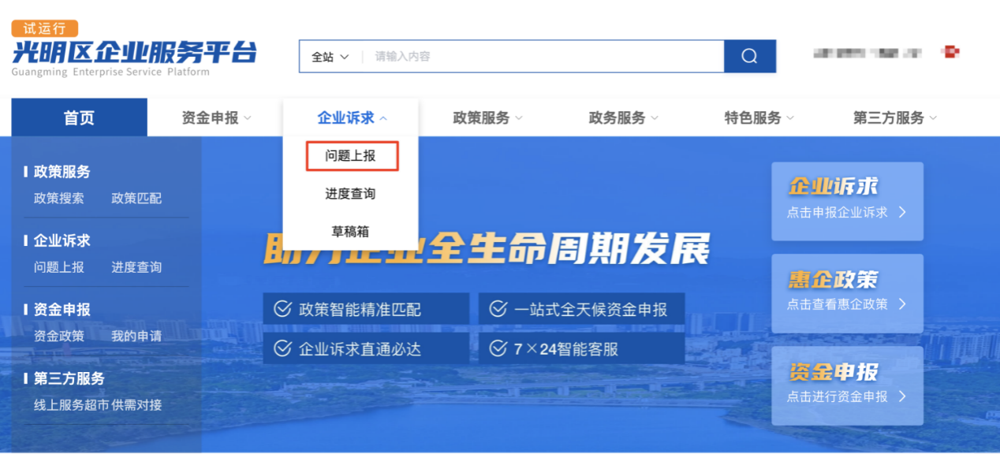 试运行
光明区企业服务平台
Guangming Enterprise Service Platform
全站
请输入内容
首页
资金申报
企业诉求
政策服务
政务服务
特色服务
第三方服务
问题上报
进度查询
草稿箱
政策服务
政策搜索 政策匹配
企业诉求
问题上报 进度查询
资金申报
资金政策 我的申请
第三方服务
线上服务超市 供需对接
助力企业全生命周期发展
政策智能精准匹配
一站式全天候资金申报
企业诉求直通必达
7×24智能客服
企业诉求
点击申报企业诉求
惠企政策
点击查看惠企政策
资金申报
点击进行资金申报